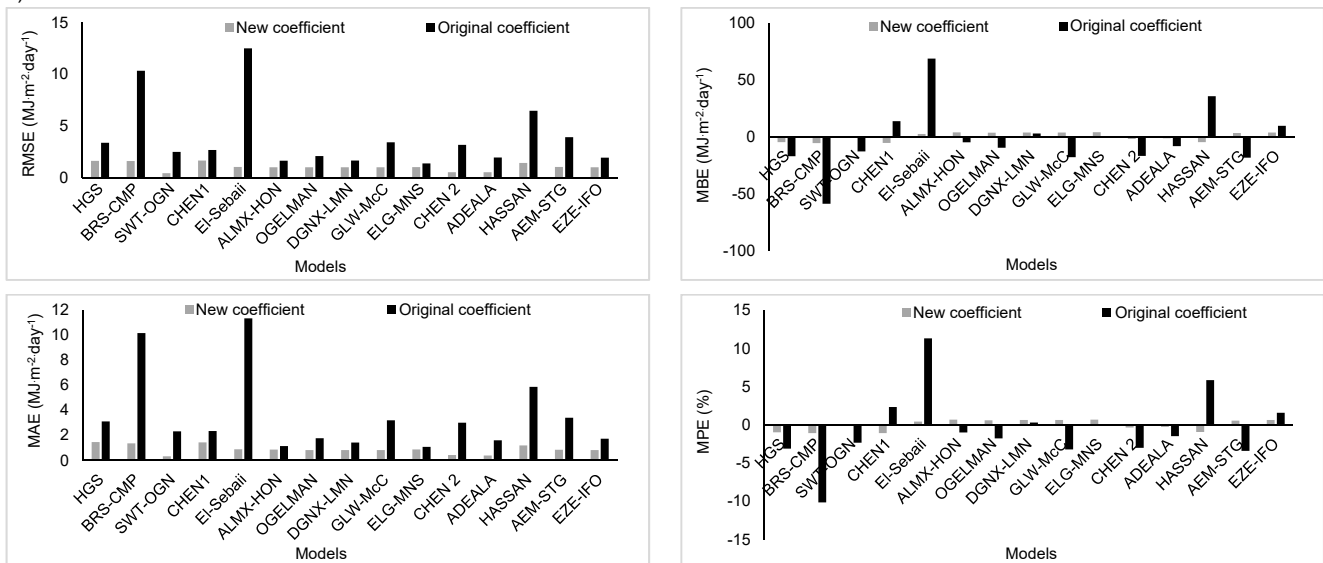 New coefficient
Original coefficient
RMSE (MJ·m-2·day-1)
15
10
5
0
HGS
BRS-CMP
SWT-OGN
CHEN1
El-Sebaii
ALMX-HON
OGELMAN
DGNX-LMN
GLW-McC
ELG-MNS
CHEN 2
ADEALA
HASSAN
AEM-STG
EZE-IFO
Models
New coefficient
Original coefficient
MBE (MJ·m-2·day-1)
100
50
0
-50
-100
HGS
BRS-CMP
SWT-OGN
CHEN1
El-Sebaii
ALMX-HON
OGELMAN
DGNX-LMN
GLW-McC
ELG-MNS
CHEN 2
ADEALA
HASSAN
AEM-STG
EZE-IFO
Models
New coefficient
Original coefficient
MAE (MJ·m-2·day-1)
12
10
8
6
4
2
0
HGS
BRS-CMP
SWT-OGN
CHEN1
El-Sebaii
ALMX-HON
OGELMAN
DGNX-LMN
GLW-McC
ELG-MNS
CHEN 2
ADEALA
HASSAN
AEM-STG
EZE-IFO
Models
New coefficient
Original coefficient
MPE (%)
15
10
5
0
-5
-10
-15
HGS
BRS-CMP
SWT-OGN
CHEN1
El-Sebaii
ALMX-HON
OGELMAN
DGNX-LMN
GLW-McC
ELG-MNS
CHEN 2
ADEALA
HASSAN
AEM-STG
EZE-IFO
Models